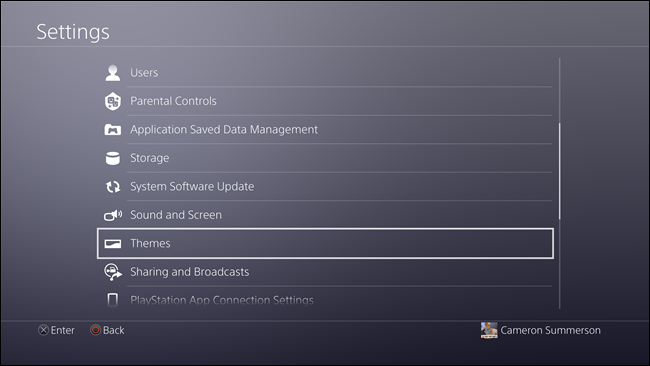 Settings
Users
Parental Controls
Application Saved Data Management
Storage
System Software Update
Sound and Screen
Themes
Sharing and Broadcasts
PlayStation App Connection Settings
Enter Back Cameron Summerson